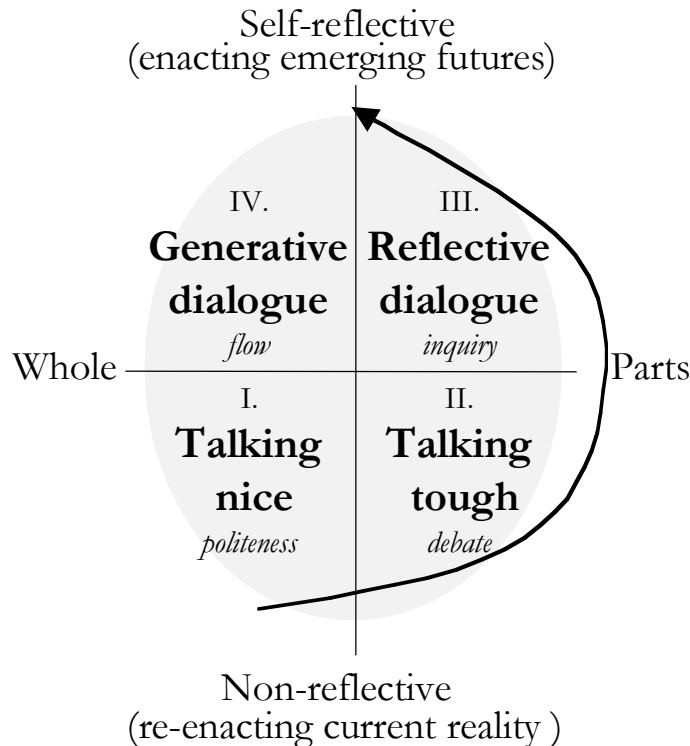 Self-reflective
(enacting emerging futures)
IV.
Generative
dialogue
flow
III.
Reflective
dialogue
inquiry
Whole
Parts
I.
Talking
nice
politeness
II.
Talking
tough
debate
Non-reflective
(re-enacting current reality )